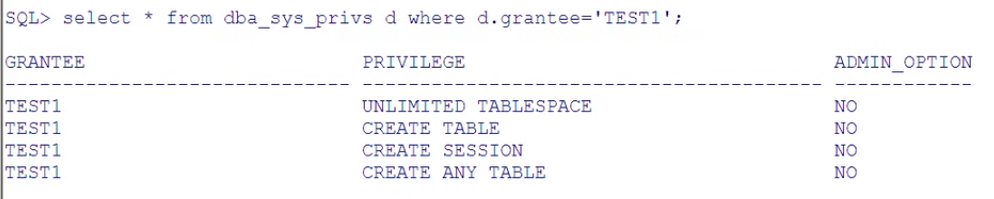 SQL> select * from dba_sys_privs d where d.grantee='TEST1';
GRANTEE PRIVILEGE ADMIN_OPTION
------------------------------ ---------------------------------------- ------------
TEST1 UNLIMITED TABLESPACE NO
TEST1 CREATE TABLE NO
TEST1 CREATE SESSION NO
TEST1 CREATE ANY TABLE NO